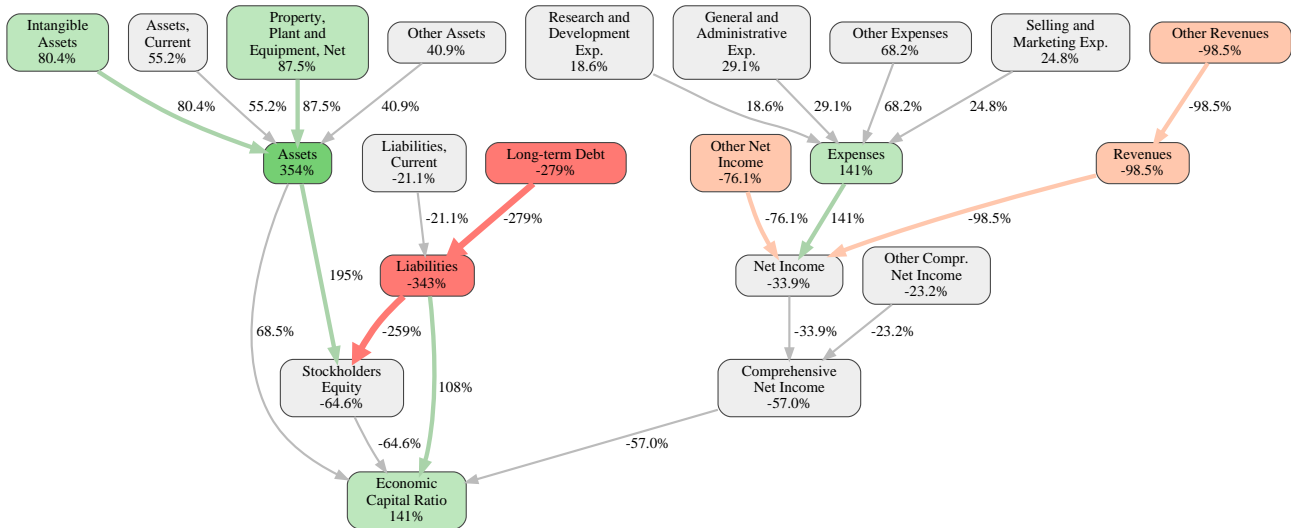 Intangible
Assets
80.4%
Assets,
Current
55.2%
Property,
Plant and
Equipment, Net
87.5%
Other Assets
40.9%
Research and
Development
Exp.
18.6%
General and
Administrative
Exp.
29.1%
Other Expenses
68.2%
Selling and
Marketing Exp.
24.8%
Other Revenues
-98.5%
80.4%
55.2%
87.5%
40.9%
18.6%
29.1%
68.2%
24.8%
-98.5%
Assets
354%
Liabilities,
Current
-21.1%
Long-term Debt
-279%
Other Net
Income
-76.1%
Expenses
141%
Revenues
-98.5%
-21.1%
-279%
-76.1%
141%
-98.5%
195%
Liabilities
-343%
Net Income
-33.9%
Other Compr.
Net Income
-23.2%
68.5%
-259%
-33.9%
-23.2%
Stockholders
Equity
-64.6%
108%
Comprehensive
Net Income
-57.0%
-64.6%
-57.0%
Economic
Capital Ratio
141%